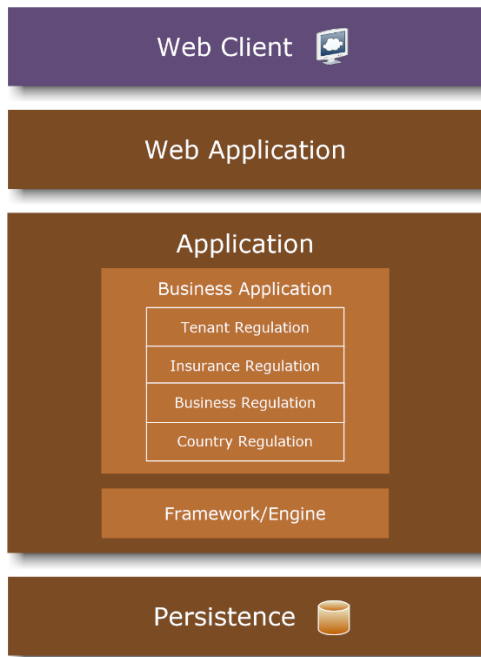 Web Client
Web Application
Application
Business Application
Tenant Regulation
Insurance Regulation
Business Regulation
Country Regulation
Framework/Engine
Persistence